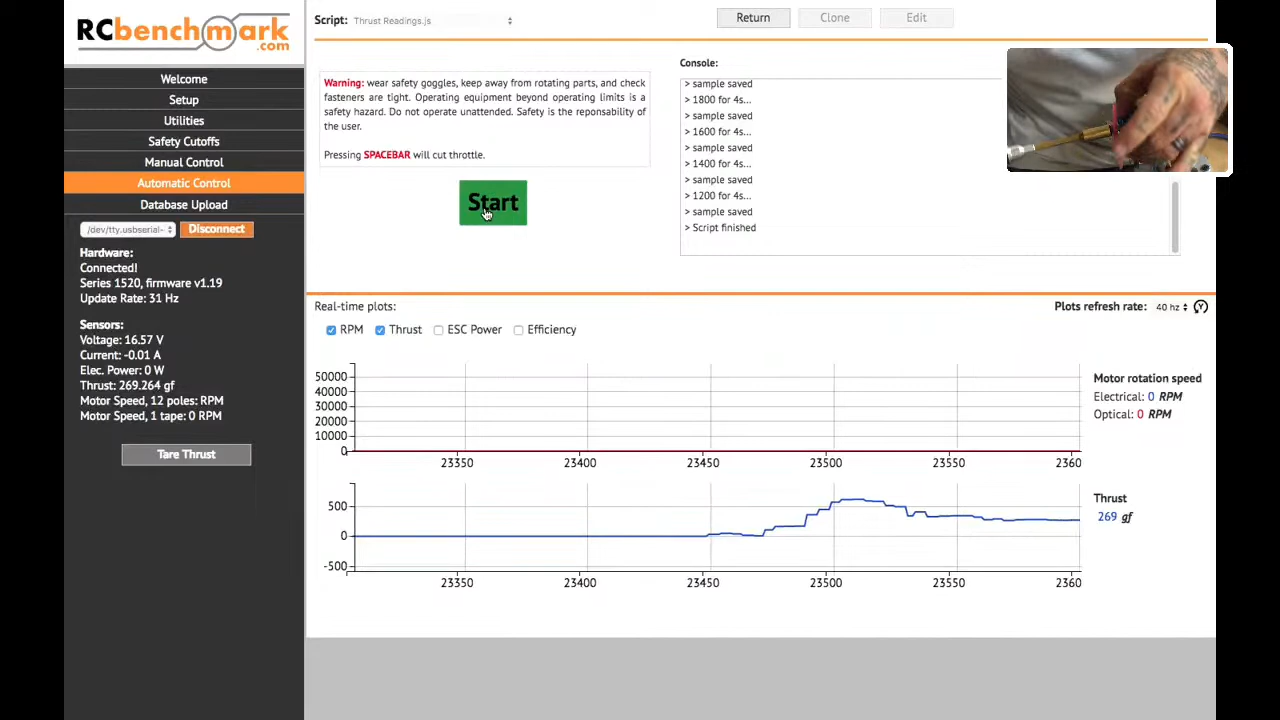 RCbenchmark
.com
Script: Thrust Readings.js
Return
Clone
Edit
Welcome
Setup
Utilities
Safety Cutoffs
Manual Control
Automatic Control
Database Upload
/dev/tty.usbserial-
Disconnect
Hardware:
Connected!
Series 1520, firmware v1.19
Update Rate: 31 Hz
Sensors:
Voltage: 16.57 V
Current: -0.01 A
Elec. Power: 0 W
Thrust: 269.264 gf
Motor Speed, 12 poles: RPM
Motor Speed, 1 tape: 0 RPM
Tare Thrust
Warning: wear safety goggles, keep away from rotating parts, and check
fasteners are tight. Operating equipment beyond operating limits is a
safety hazard. Do not operate unattended. Safety is the reponsability of
the user.
Pressing SPACEBAR will cut throttle.
Start
Console:
> sample saved
> 1800 for 4s...
> sample saved
> 1600 for 4s...
> sample saved
> 1400 for 4s...
> sample saved
> 1200 for 4s...
> sample saved
> Script finished
Real-time plots:
Plots refresh rate: 40 hz
RPM Thrust ESC Power Efficiency
50000
40000
30000
20000
10000
0
23350 23400 23450 23500 23550 2360
Motor rotation speed
Electrical: 0 RPM
Optical: 0 RPM
500
0
-500
23350 23400 23450 23500 23550 2360
Thrust
269 gf